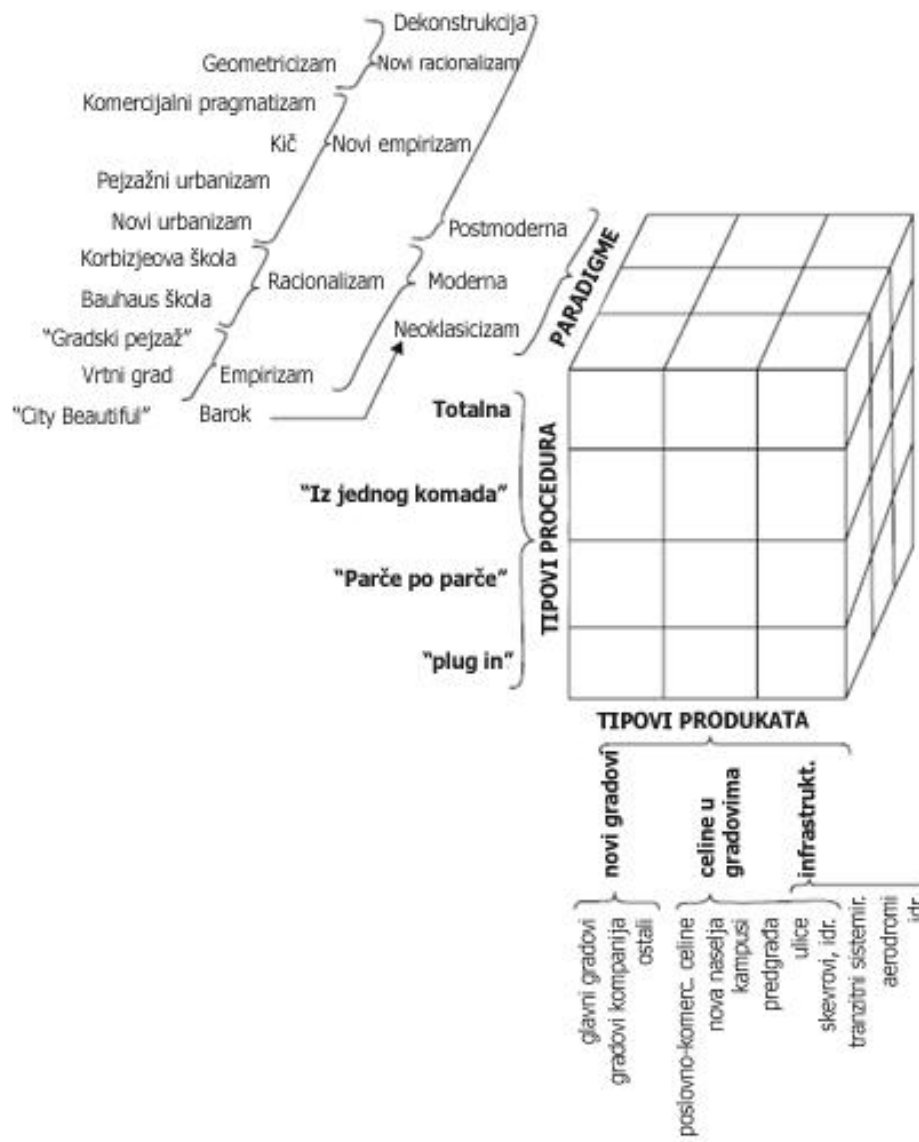 Dekonstrukcija
Geometricizam
Novi racionalizam
Komercijalni pragmatizam
Kič
Novi empirizam
Pejzažni urbanizam
Novi urbanizam
Postmoderna
Korbizjeova škola
Racionalizam
Moderna
Bauhaus škola
"Gradski pejzaž"
Neoklasicizam
Vrtni grad
Empirizam
"City Beautiful"
Barok
PARADIGME
Totalna
"Iz jednog komada"
"Parče po parče"
"plug in"
TIPOVI PROCEDURA
TIPOVI PRODUKATA
novi gradovi
celine u
gradovima
infrastrukt.
glavni gradovi
gradovi kompanija
ostali
poslovno-komerc. celine
nova naselja
kampusi
predgrađa
ulice
skevrovi, idr.
tranzitni sistemir.
aerodromi
idr.